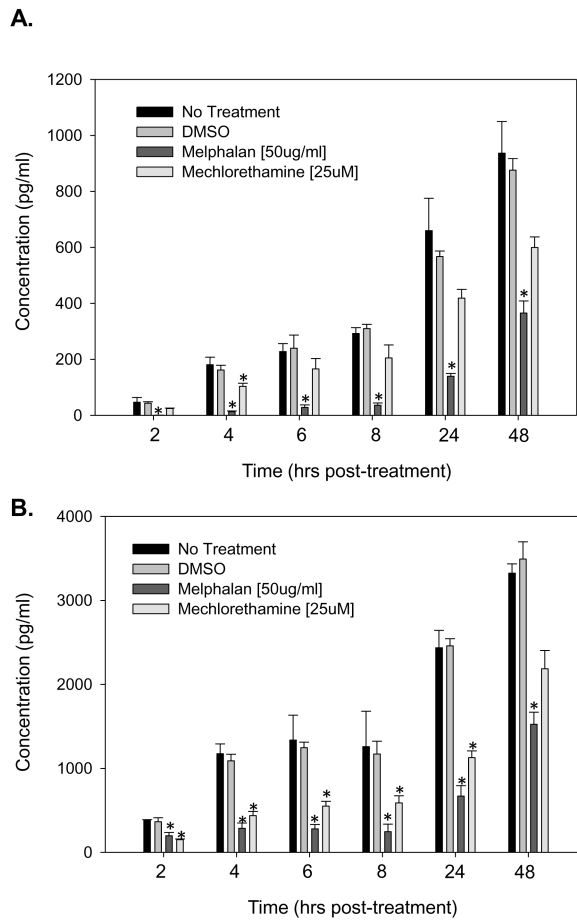 A.
1200
1000
800
600
400
200
0
Concentration (pg/ml)
No Treatment
DMSO
Melphalan [50ug/ml]
Mechlorethamine [25uM]
* * * * * * *
2 4 6 8 24 48
Time (hrs post-treatment)
B.
4000
3000
2000
1000
0
Concentration (pg/ml)
No Treatment
DMSO
Melphalan [50ug/ml]
Mechlorethamine [25uM]
* * * * * * * * * * *
2 4 6 8 24 48
Time (hrs post-treatment)